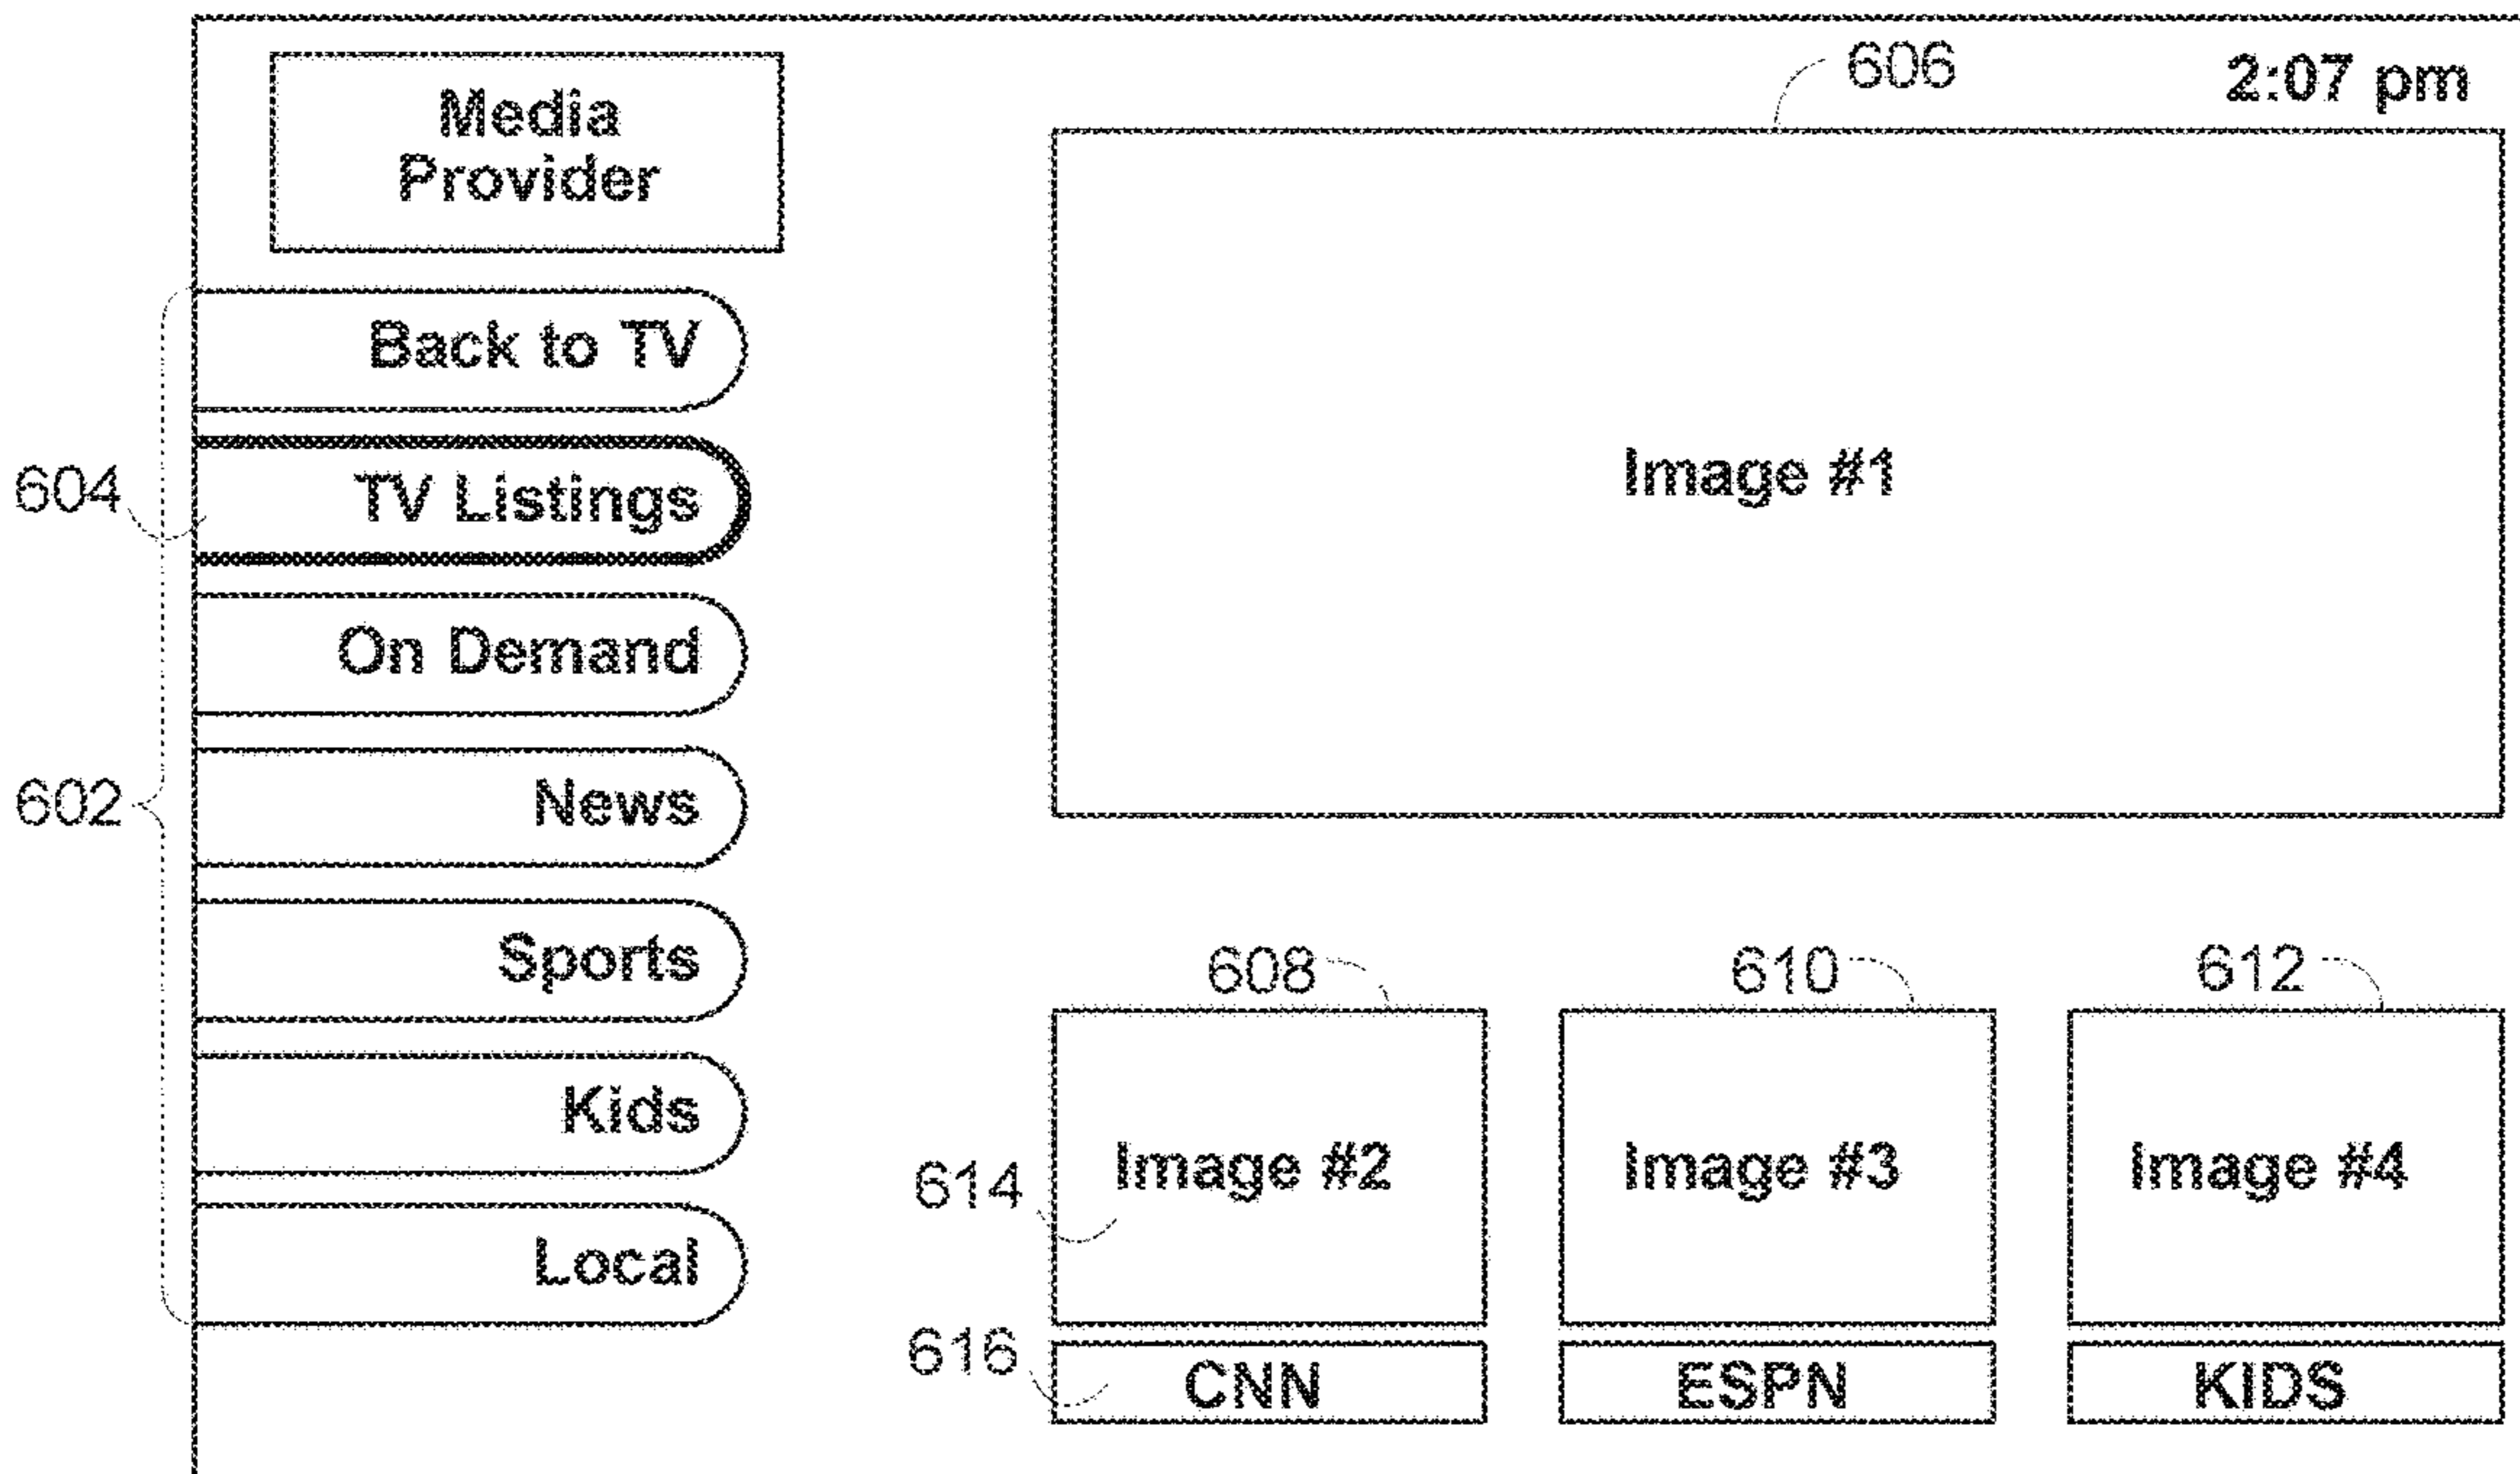 606
2:07 pm
Media
Provider
Back to TV
604
TV Listings
Image #1
On Demand
602
News
Sports
608
610
612
Kids
614
Image #2
Image #3
Image #4
Local
616
CNN
ESPN
KIDS